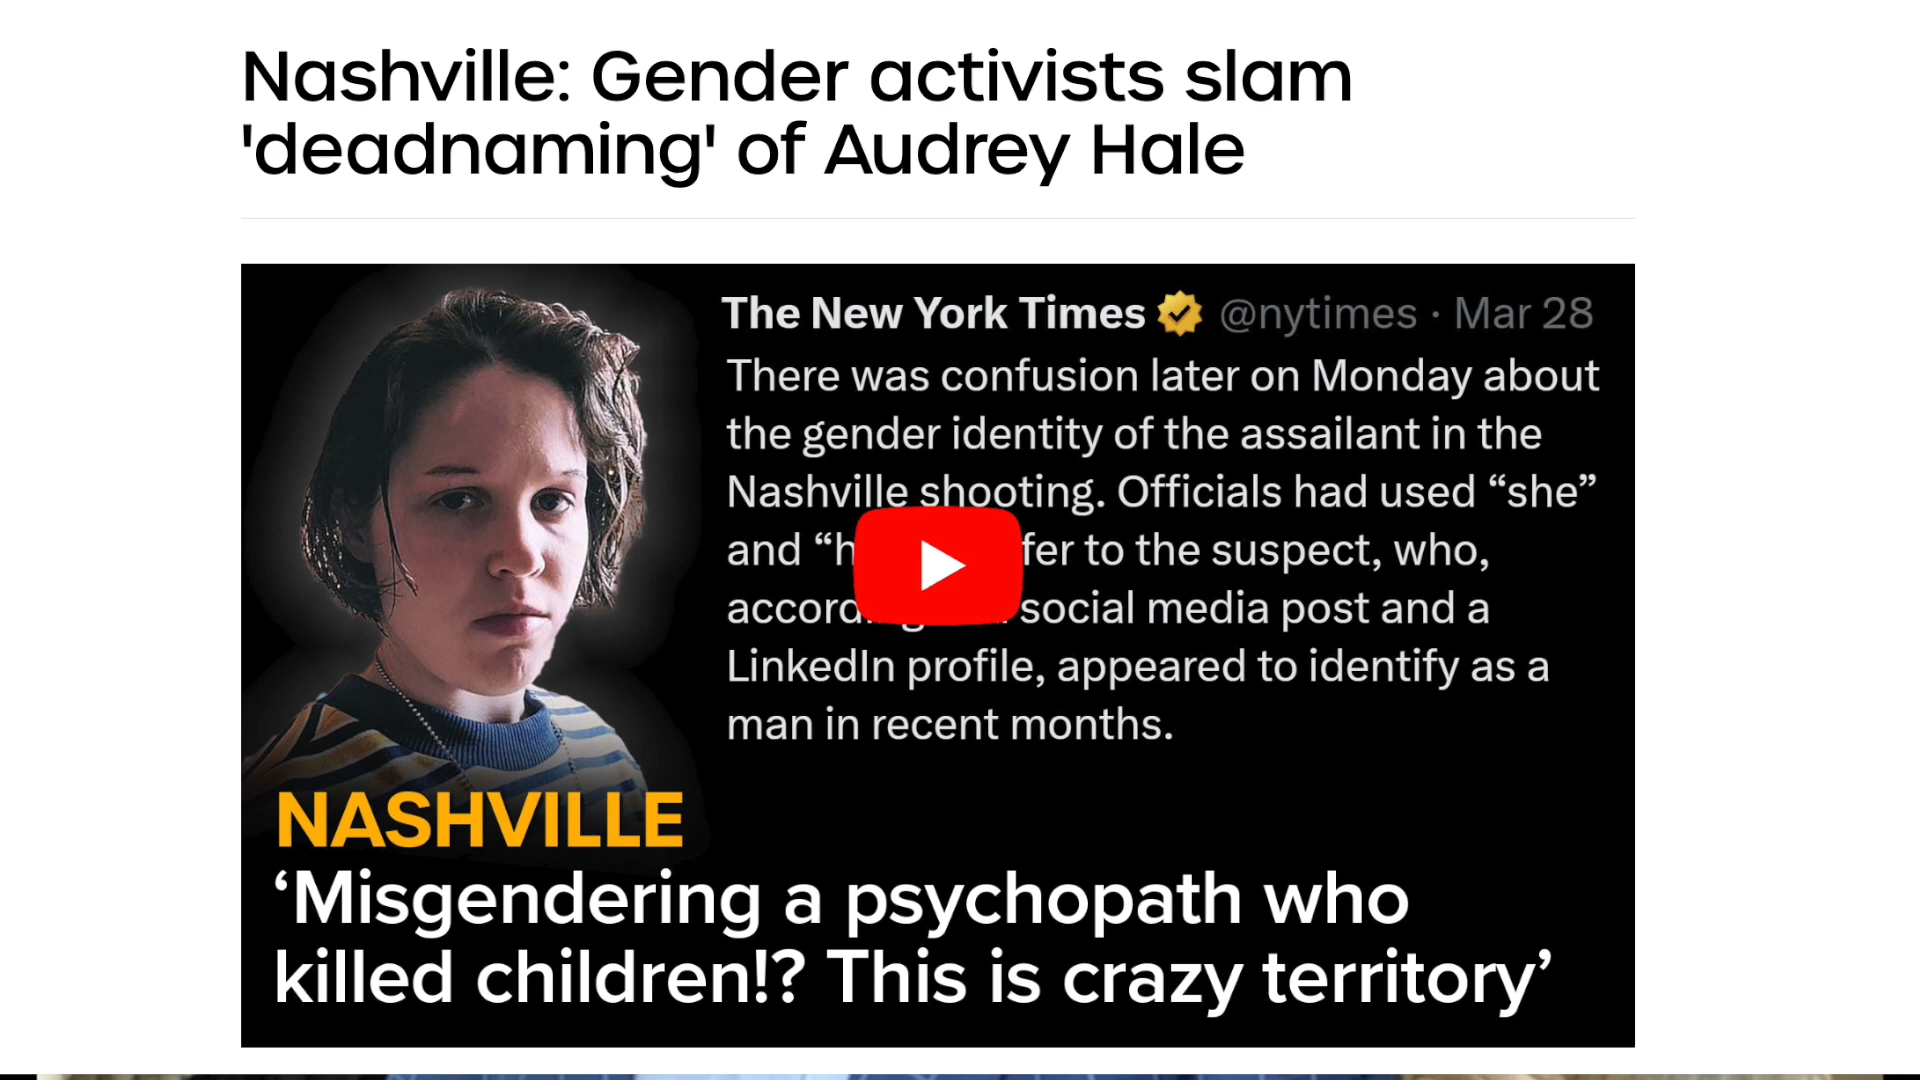 Nashville: Gender activists slam
'deadnaming' of Audrey Hale
The New York Times @nytimes · Mar 28
There was confusion later on Monday about
the gender identity of the assailant in the
Nashville shooting. Officials had used “she”
and to the suspect, who,
social media post and a
LinkedIn profile, appeared to identify as a
man in recent months.
NASHVILLE
‘Misgendering a psychopath who
killed children!? This is crazy territory’